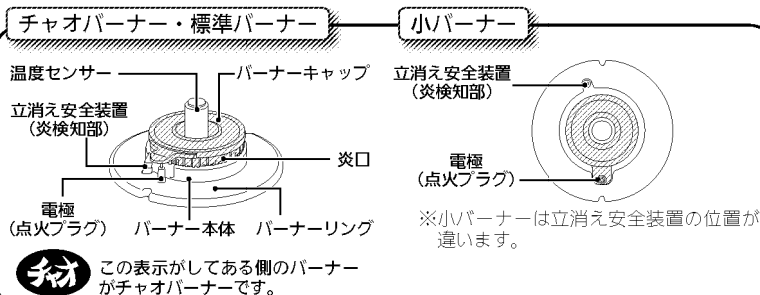 チャオバーナー・標準バーナー
温度センサー
バーナーキャップ
立消え安全装置
(炎検知部)
炎口
電極
(点火プラグ)
バーナー本体
バーナーリング
チャオ
この表示がしてある側のバーナー
がチャオバーナーです。
小バーナー
立消え安全装置
(炎検知部)
電極
(点火プラグ)
※小バーナーは立消え安全装置の位置が
違います。